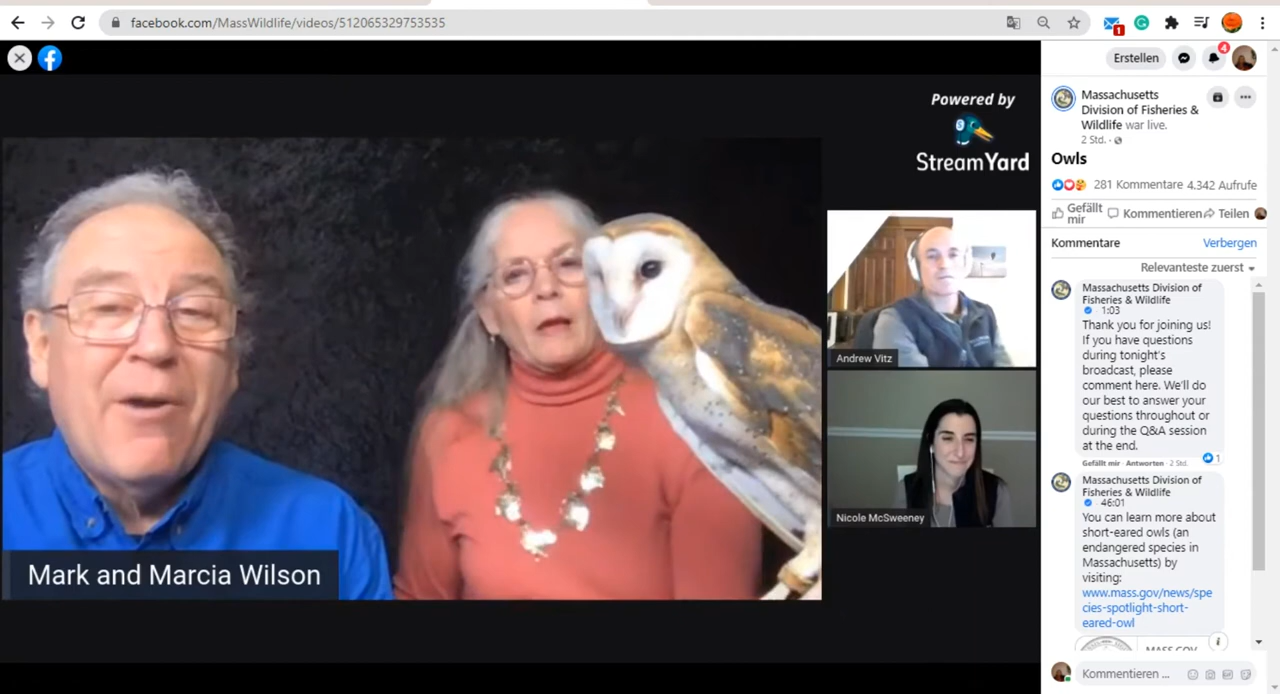 facebook.com/MassWildlife/videos/512065329753535
1
Powered by
StreamYard
Mark and Marcia Wilson
Andrew Vitz
Nicole McSweeney
Erstellen
4
Massachusetts
Division of Fisheries &
Wildlife war live.
2 Std. ·
Owls
281 Kommentare 4.342 Aufrufe
Gefällt
mir
Kommentieren
Teilen
Kommentare
Verbergen
Relevanteste zuerst
Massachusetts Division of
Fisheries & Wildlife
· 1:03
Thank you for joining us!
If you have questions
during tonight's
broadcast, please
comment here. We'll do
our best to answer your
questions throughout or
during the Q&A session
at the end.
1
Gefällt mir · Antworten · 2 Std.
Massachusetts Division of
Fisheries & Wildlife
· 46:01
You can learn more about
short-eared owls (an
endangered species in
Massachusetts) by
visiting:
www.mass.gov/news/spe
cies-spotlight-short-
eared-owl
MASS.GOV
Kommentieren ...